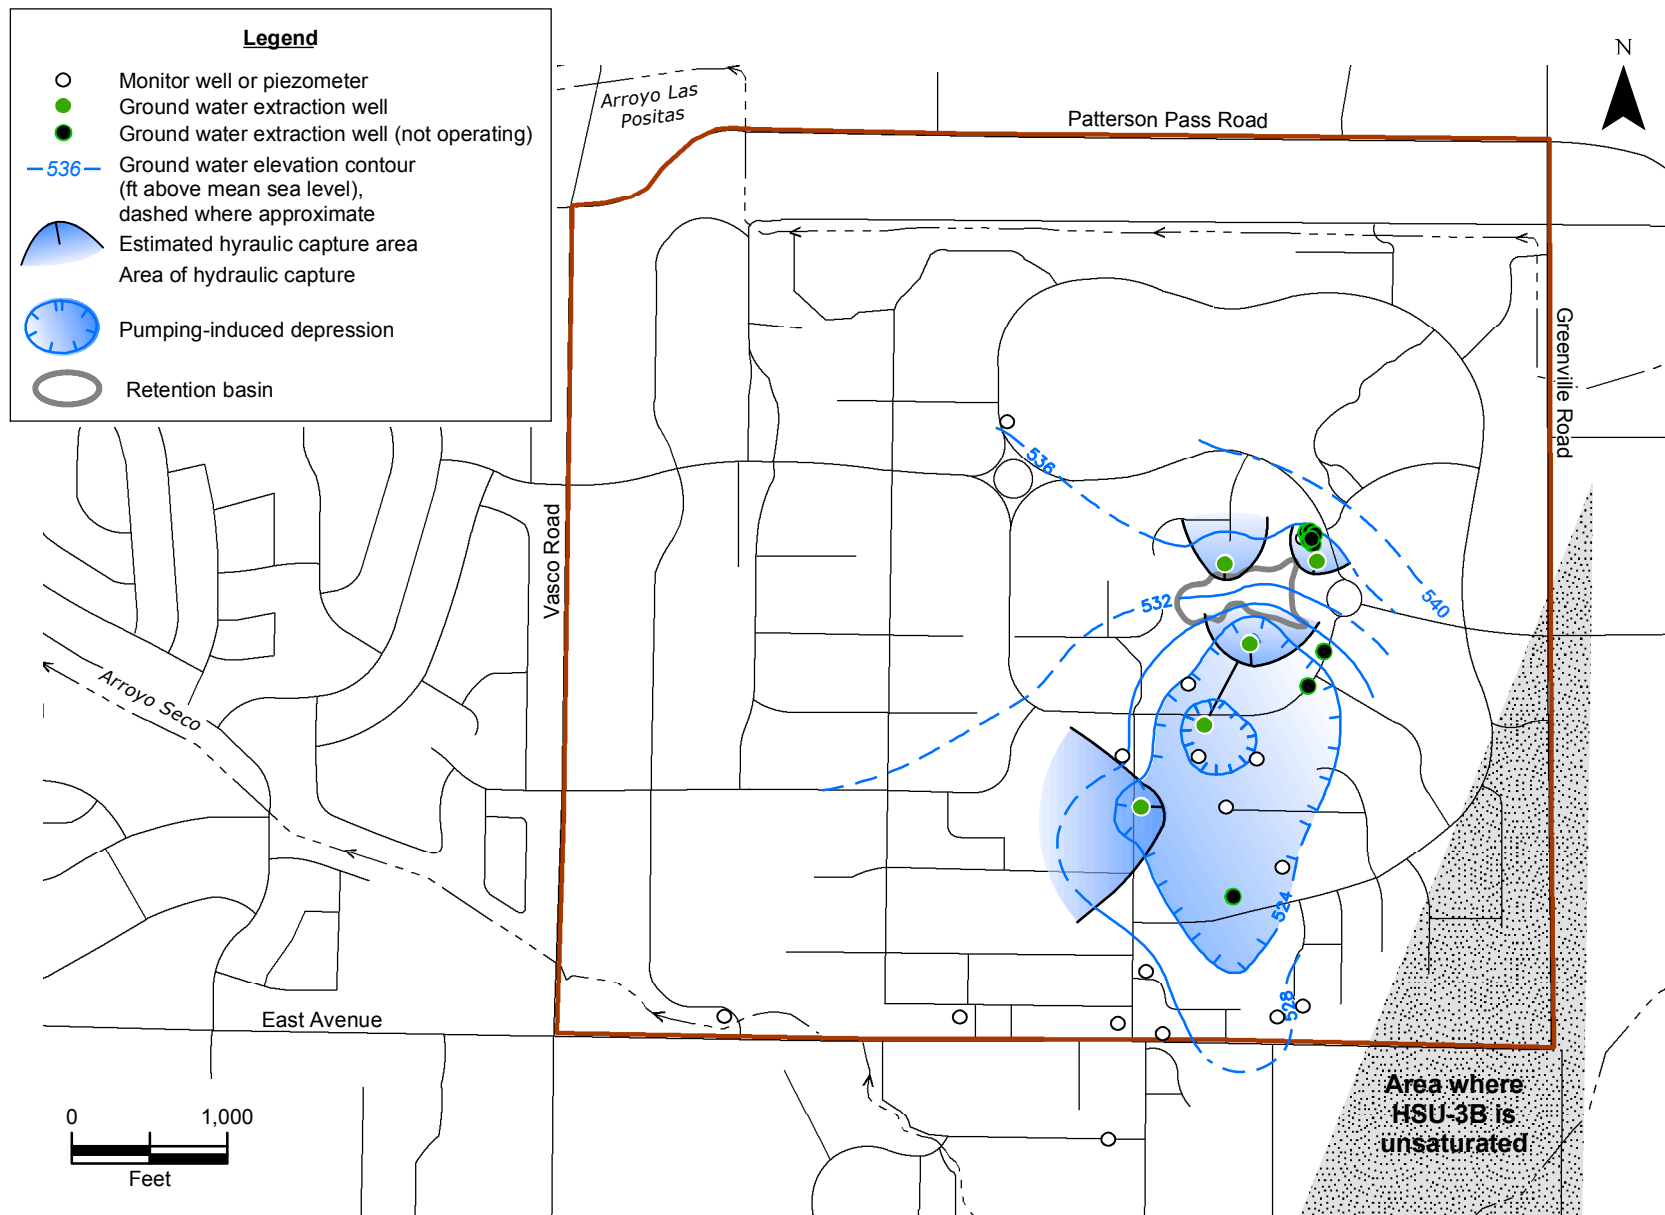 Legend
Monitor well or piezometer
Ground water extraction well
Ground water extraction well (not operating)
536
Ground water elevation contour
(ft above mean sea level),
dashed where approximate
Estimated hyraulic capture area
Area of hydraulic capture
Pumping-induced depression
Retention basin
Arroyo Las
Positas
Patterson Pass Road
N
Greenville Road
Vasco Road
536
540
532
Arroyo Seco
524
528
East Avenue
Area where
HSU-3B is
unsaturated
0 1,000
Feet